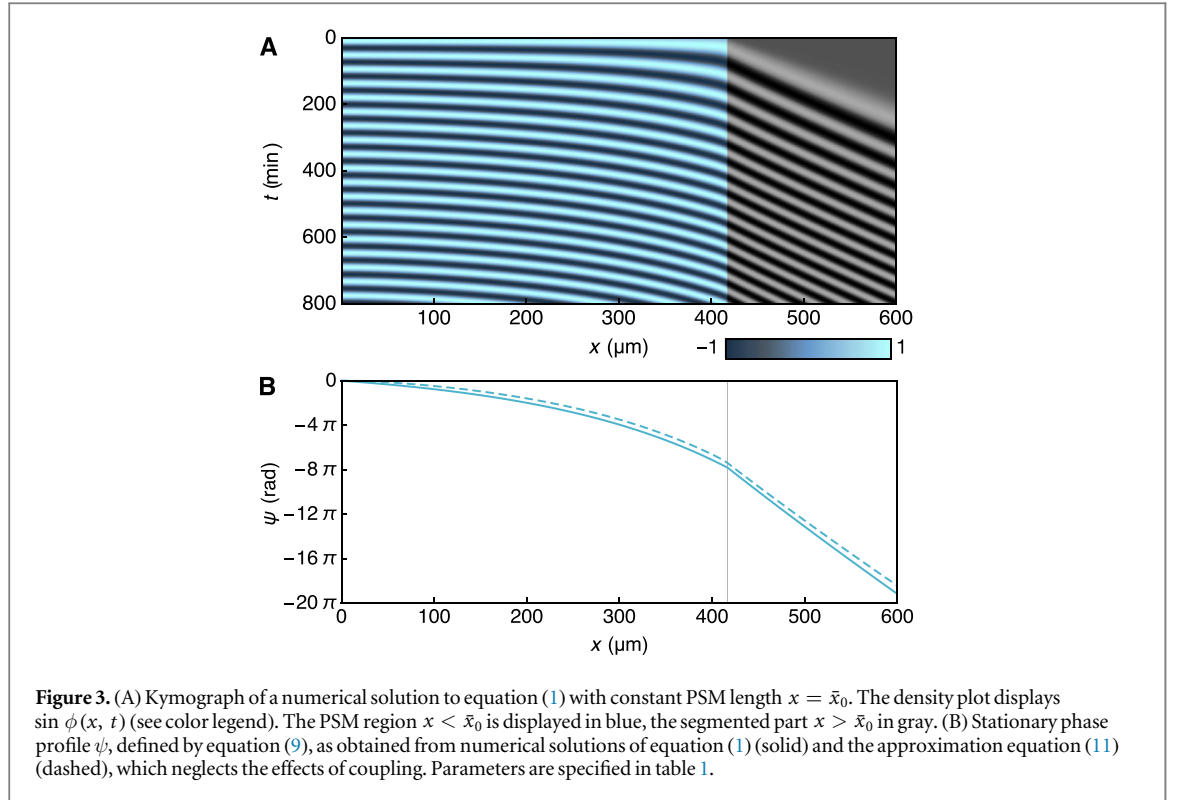 A
0
200
400
600
800
t (min)
100
200
300
400
500
600
x (μm)
−1
1
B
0
−4 π
−8 π
−12 π
−16 π
−20 π
ψ (rad)
0
100
200
300
400
500
600
x (μm)
Figure 3. (A) Kymograph of a numerical solution to equation (1) with constant PSM length x = x̄₀. The density plot displays
sin ϕ(x, t) (see color legend). The PSM region x < x̄₀ is displayed in blue, the segmented part x > x̄₀ in gray. (B) Stationary phase
profile ψ, defined by equation (9), as obtained from numerical solutions of equation (1) (solid) and the approximation equation (11)
(dashed), which neglects the effects of coupling. Parameters are specified in table 1.